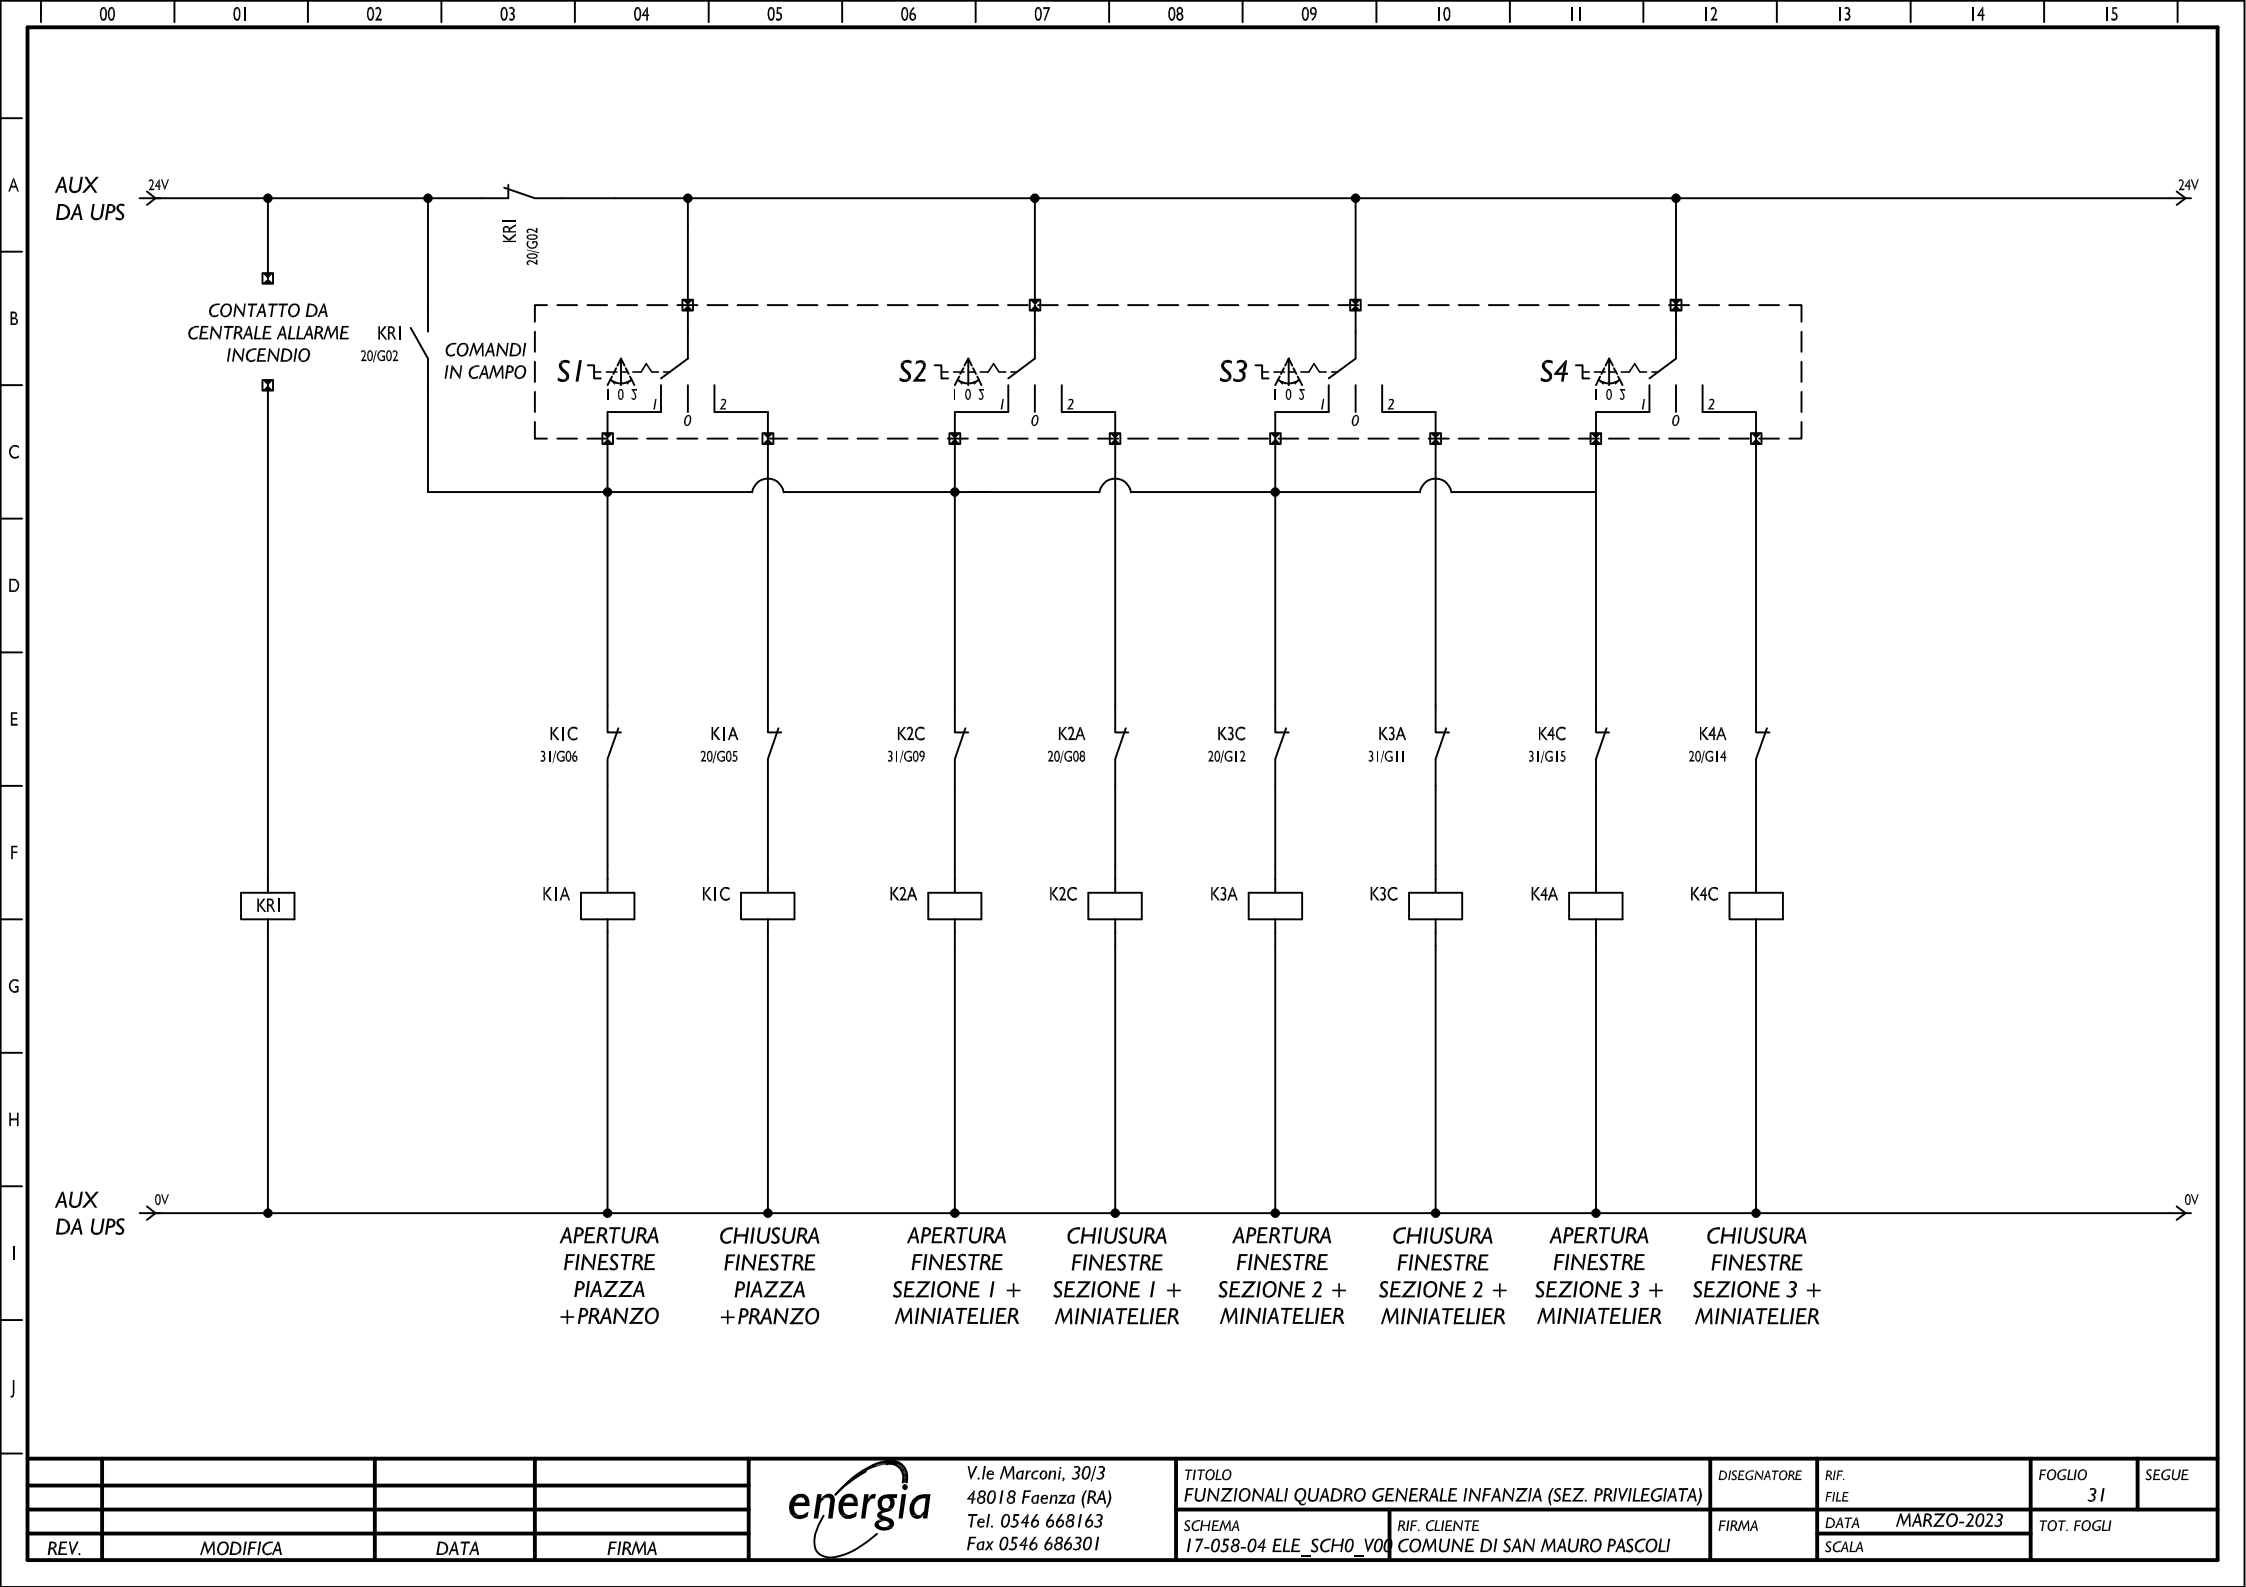 00 01 02 03 04 05 06 07 08 09 10 11 12 13 14 15
A
B
C
D
E
F
G
H
I
J
AUX
DA UPS
24V
24V
KR1
20/G02
CONTATTO DA
CENTRALE ALLARME
INCENDIO
KR1
20/G02
COMANDI
IN CAMPO
S1
1 0 2
1
0
2
S2
1 0 2
1
0
2
S3
1 0 2
1
0
2
S4
1 0 2
1
0
2
K1C
31/G06
K1A
20/G05
K2C
31/G09
K2A
20/G08
K3C
20/G12
K3A
31/G11
K4C
31/G15
K4A
20/G14
KR1
K1A
K1C
K2A
K2C
K3A
K3C
K4A
K4C
AUX
DA UPS
0V
0V
APERTURA
FINESTRE
PIAZZA
+PRANZO
CHIUSURA
FINESTRE
PIAZZA
+PRANZO
APERTURA
FINESTRE
SEZIONE 1 +
MINIATELIER
CHIUSURA
FINESTRE
SEZIONE 1 +
MINIATELIER
APERTURA
FINESTRE
SEZIONE 2 +
MINIATELIER
CHIUSURA
FINESTRE
SEZIONE 2 +
MINIATELIER
APERTURA
FINESTRE
SEZIONE 3 +
MINIATELIER
CHIUSURA
FINESTRE
SEZIONE 3 +
MINIATELIER
REV. MODIFICA DATA FIRMA
energia
V.le Marconi, 30/3
48018 Faenza (RA)
Tel. 0546 668163
Fax 0546 686301
TITOLO
FUNZIONALI QUADRO GENERALE INFANZIA (SEZ. PRIVILEGIATA)
SCHEMA
17-058-04 ELE_SCH0_V00
RIF. CLIENTE
COMUNE DI SAN MAURO PASCOLI
DISEGNATORE
FIRMA
RIF.
FILE
DATA MARZO-2023
SCALA
FOGLIO
31
SEGUE
TOT. FOGLI